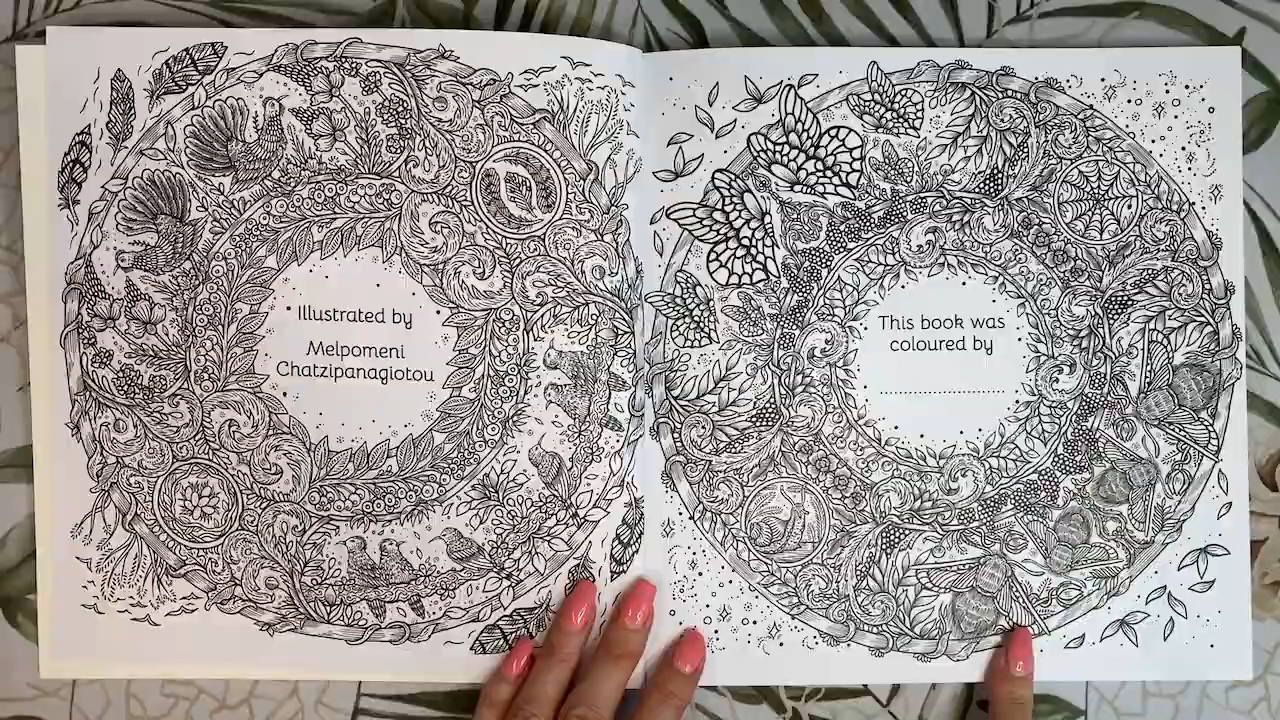 Illustrated by
Melpomeni
Chatzipanagiotou
This book was
coloured by